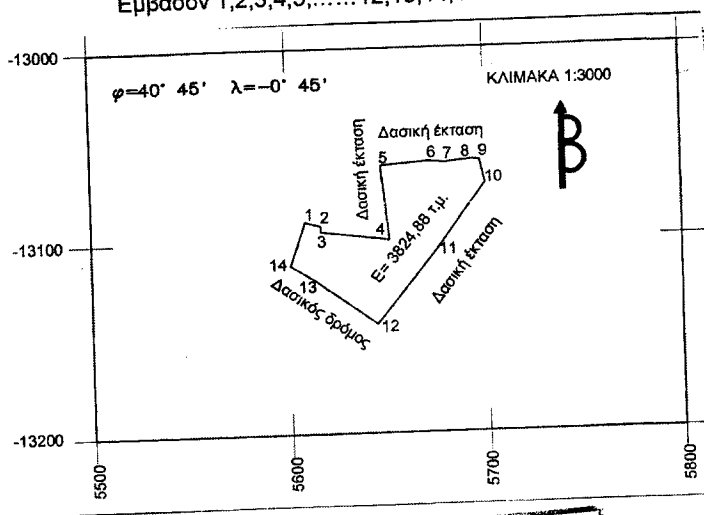 Εμβαδόν 1,2,3,4,5,……12,13,14,
-13000
φ=40° 45' λ=-0° 45'
ΚΛΙΜΑΚΑ 1:3000
Β
Δασική έκταση
Δασική έκταση
5
6 7 8 9
10
1
2
3
4
Ε= 3824,88 τ.μ.
11
Δασική έκταση
-13100
14
13
Δασικός δρόμος
12
-13200
5500
5600
5700
5800